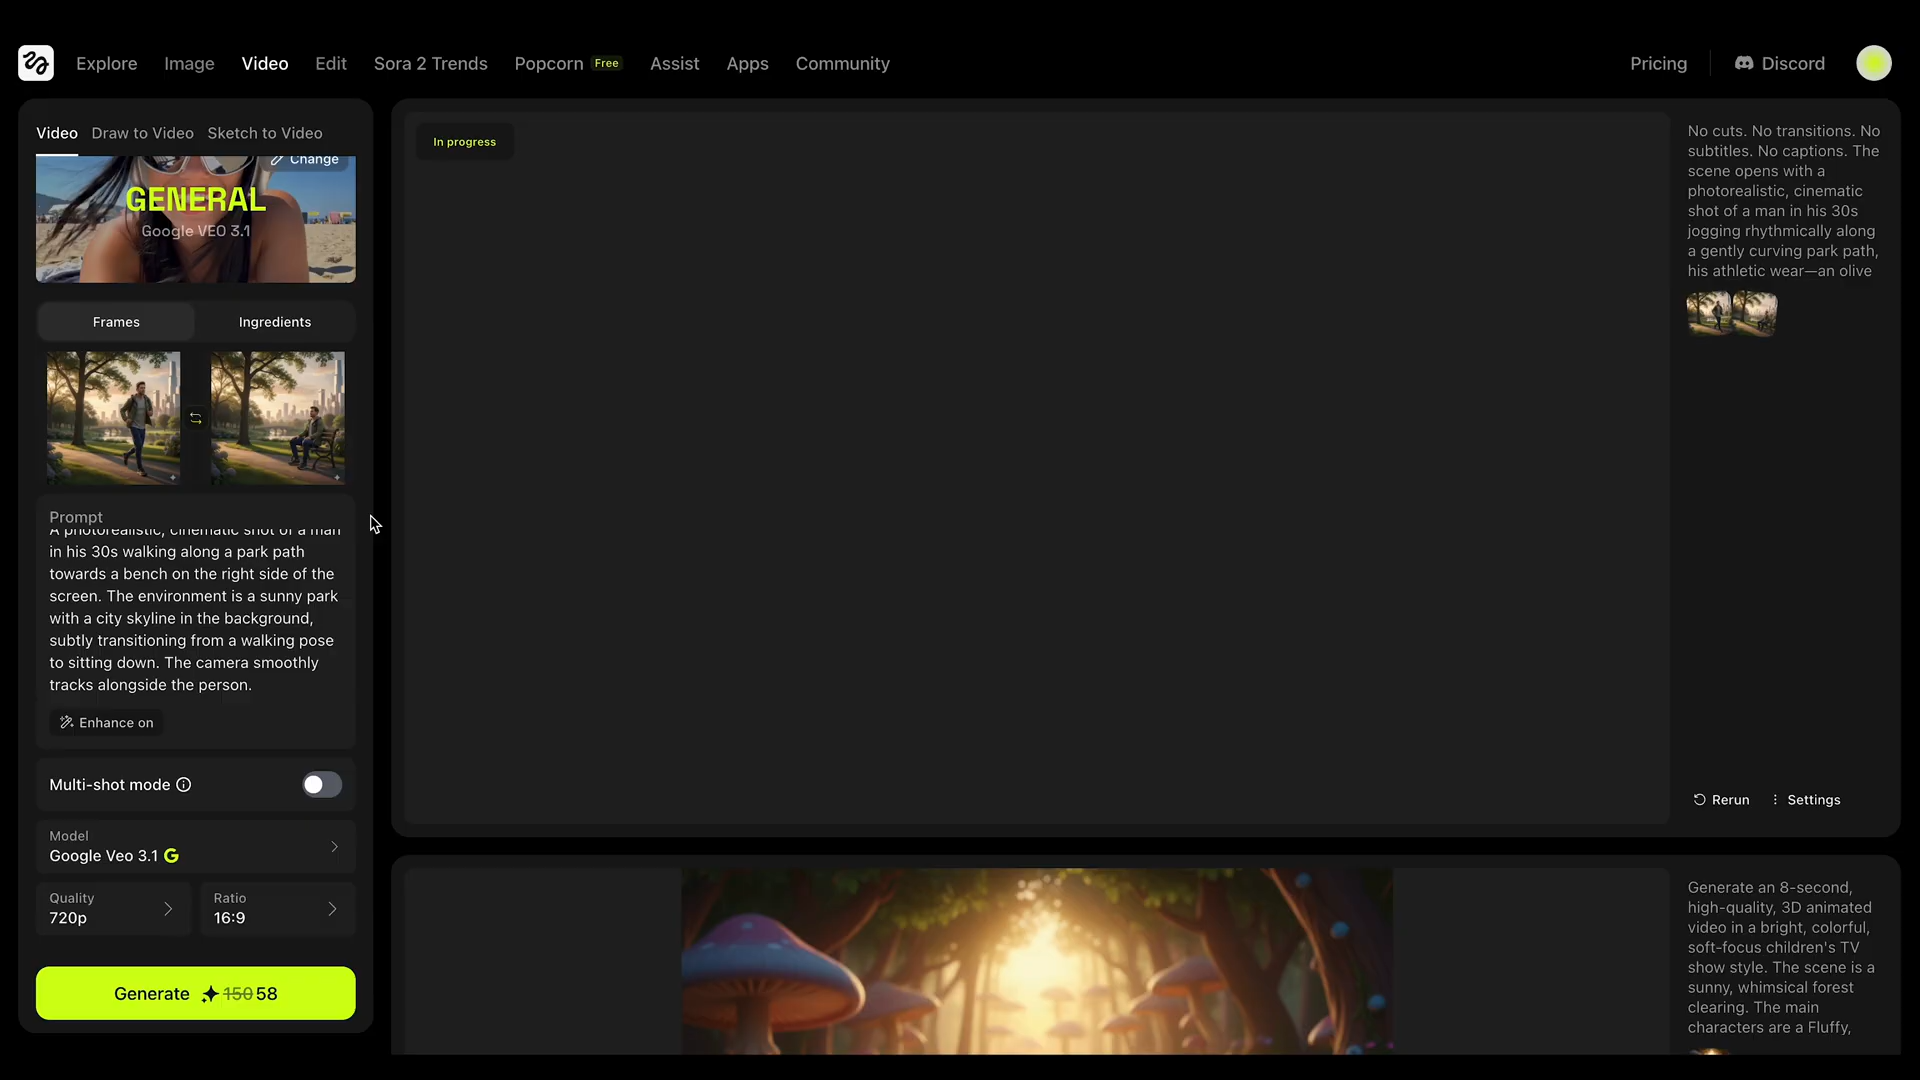 Explore
Image
Video
Edit
Sora 2 Trends
Popcorn Free
Assist
Apps
Community
Pricing
Discord
Video
Draw to Video
Sketch to Video
Change
GENERAL
Google VEO 3.1
Frames
Ingredients
Prompt
A photorealistic, cinematic shot of a man
in his 30s walking along a park path
towards a bench on the right side of the
screen. The environment is a sunny park
with a city skyline in the background,
subtly transitioning from a walking pose
to sitting down. The camera smoothly
tracks alongside the person.
Enhance on
Multi-shot mode
Model
Google Veo 3.1 G
Quality
720p
Ratio
16:9
Generate 150 58
In progress
No cuts. No transitions. No
subtitles. No captions. The
scene opens with a
photorealistic, cinematic
shot of a man in his 30s
jogging rhythmically along
a gently curving park path,
his athletic wear—an olive
Rerun
Settings
Generate an 8-second,
high-quality, 3D animated
video in a bright, colorful,
soft-focus children's TV
show style. The scene is a
sunny, whimsical forest
clearing. The main
characters are a Fluffy,